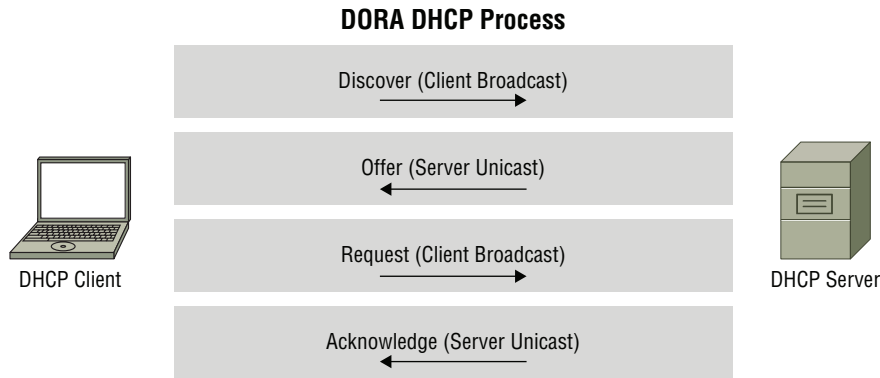 DORA DHCP Process
Discover (Client Broadcast)
Offer (Server Unicast)
Request (Client Broadcast)
Acknowledge (Server Unicast)
DHCP Client
DHCP Server